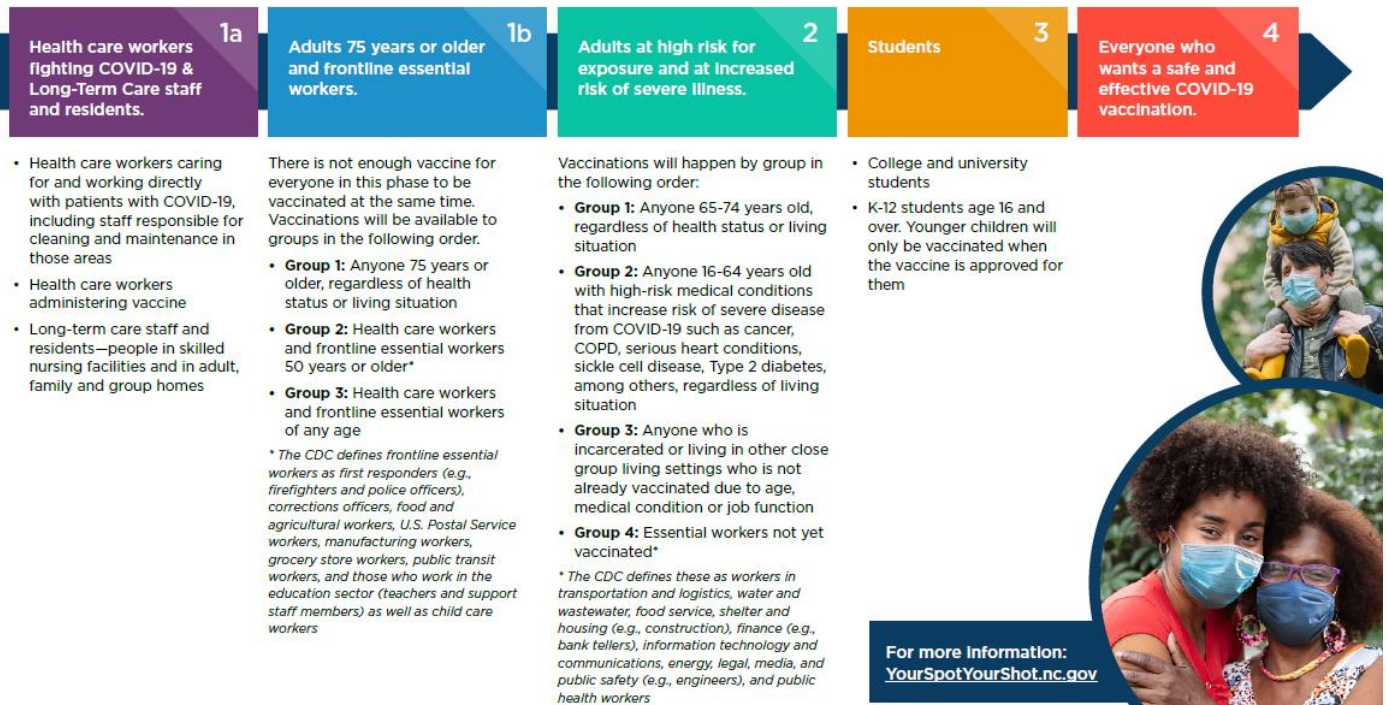 1a
Health care workers
fighting COVID-19 &
Long-Term Care staff
and residents.
• Health care workers caring
for and working directly
with patients with COVID-19,
including staff responsible for
cleaning and maintenance in
those areas
• Health care workers
administering vaccine
• Long-term care staff and
residents—people in skilled
nursing facilities and in adult,
family and group homes
1b
Adults 75 years or older
and frontline essential
workers.
There is not enough vaccine for
everyone in this phase to be
vaccinated at the same time.
Vaccinations will be available to
groups in the following order.
• Group 1: Anyone 75 years or
older, regardless of health
status or living situation
• Group 2: Health care workers
and frontline essential workers
50 years or older*
• Group 3: Health care workers
and frontline essential workers
of any age
* The CDC defines frontline essential
workers as first responders (e.g.,
firefighters and police officers),
corrections officers, food and
agricultural workers, U.S. Postal Service
workers, manufacturing workers,
grocery store workers, public transit
workers, and those who work in the
education sector (teachers and support
staff members) as well as child care
workers
2
Adults at high risk for
exposure and at increased
risk of severe illness.
Vaccinations will happen by group in
the following order:
• Group 1: Anyone 65-74 years old,
regardless of health status or living
situation
• Group 2: Anyone 16-64 years old
with high-risk medical conditions
that increase risk of severe disease
from COVID-19 such as cancer,
COPD, serious heart conditions,
sickle cell disease, Type 2 diabetes,
among others, regardless of living
situation
• Group 3: Anyone who is
incarcerated or living in other close
group living settings who is not
already vaccinated due to age,
medical condition or job function
• Group 4: Essential workers not yet
vaccinated*
* The CDC defines these as workers in
transportation and logistics, water and
wastewater, food service, shelter and
housing (e.g., construction), finance (e.g.,
bank tellers), information technology and
communications, energy, legal, media, and
public safety (e.g., engineers), and public
health workers
3
Students
• College and university
students
• K-12 students age 16 and
over. Younger children will
only be vaccinated when
the vaccine is approved for
them
4
Everyone who
wants a safe and
effective COVID-19
vaccination.
For more information:
YourSpotYourShot.nc.gov